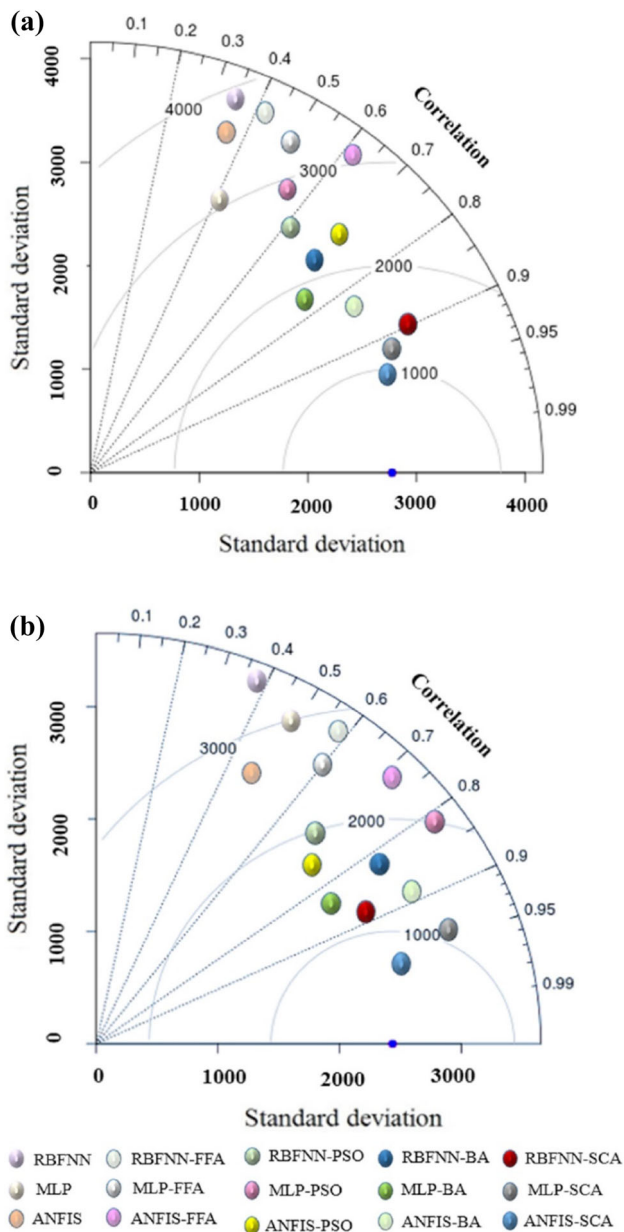 (a)
0.1
0.2
0.3
0.4
0.5
0.6
0.7
0.8
0.9
0.95
0.99
Correlation
4000
3000
2000
1000
0
Standard deviation
4000
3000
2000
1000
0 1000 2000 3000 4000
Standard deviation
(b)
0.1
0.2
0.3
0.4
0.5
0.6
0.7
0.8
0.9
0.95
0.99
Correlation
3000
2000
1000
0
Standard deviation
3000
2000
1000
0 1000 2000 3000
Standard deviation
RBFNN RBFNN-FFA RBFNN-PSO RBFNN-BA RBFNN-SCA
MLP MLP-FFA MLP-PSO MLP-BA MLP-SCA
ANFIS ANFIS-FFA ANFIS-PSO ANFIS-BA ANFIS-SCA